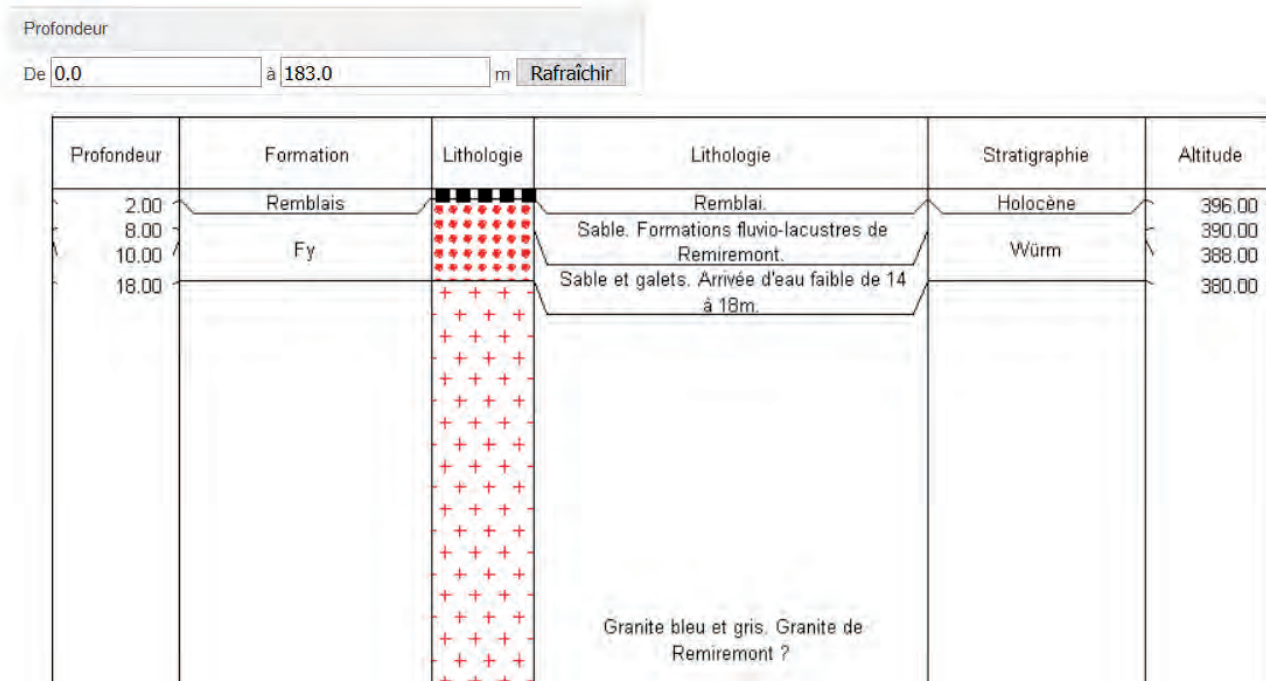 Profondeur
De 0.0 à 183.0 m Rafraîchir
Profondeur Formation Lithologie Lithologie Stratigraphie Altitude
2.00 Remblais Remblai. Holocène 396.00
8.00 Sable. Formations fluvio-lacustres de 390.00
10.00 Fy Remiremont. Würm 388.00
18.00 Sable et galets. Arrivée d'eau faible de 14 380.00
à 18m.
Granite bleu et gris. Granite de
Remiremont ?